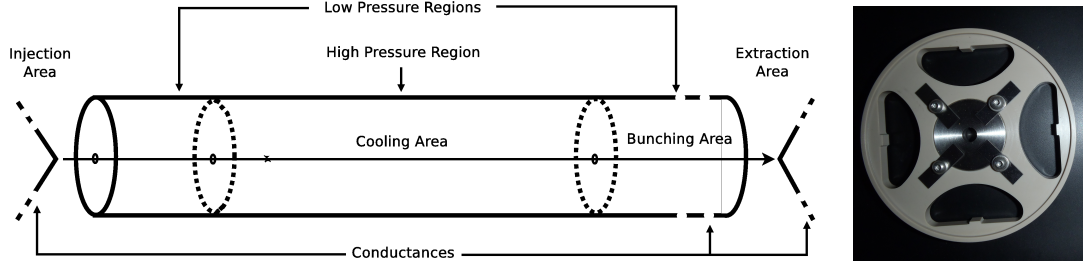 Low Pressure Regions
Injection
Area
High Pressure Region
Extraction
Area
Cooling Area
Bunching Area
Conductances